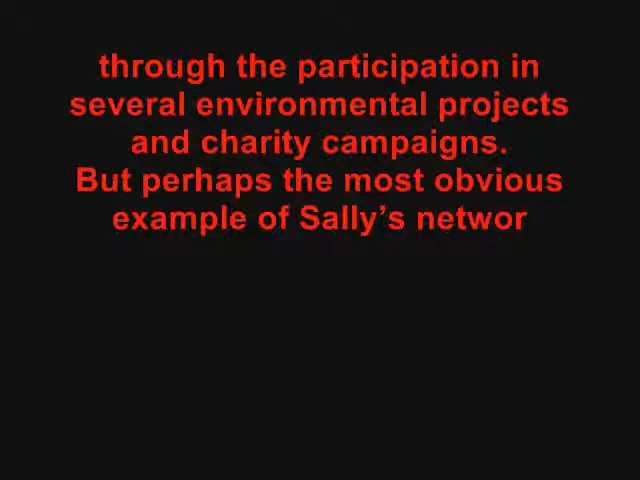 through the participation in
several environmental projects
and charity campaigns.
But perhaps the most obvious
example of Sally’s networ